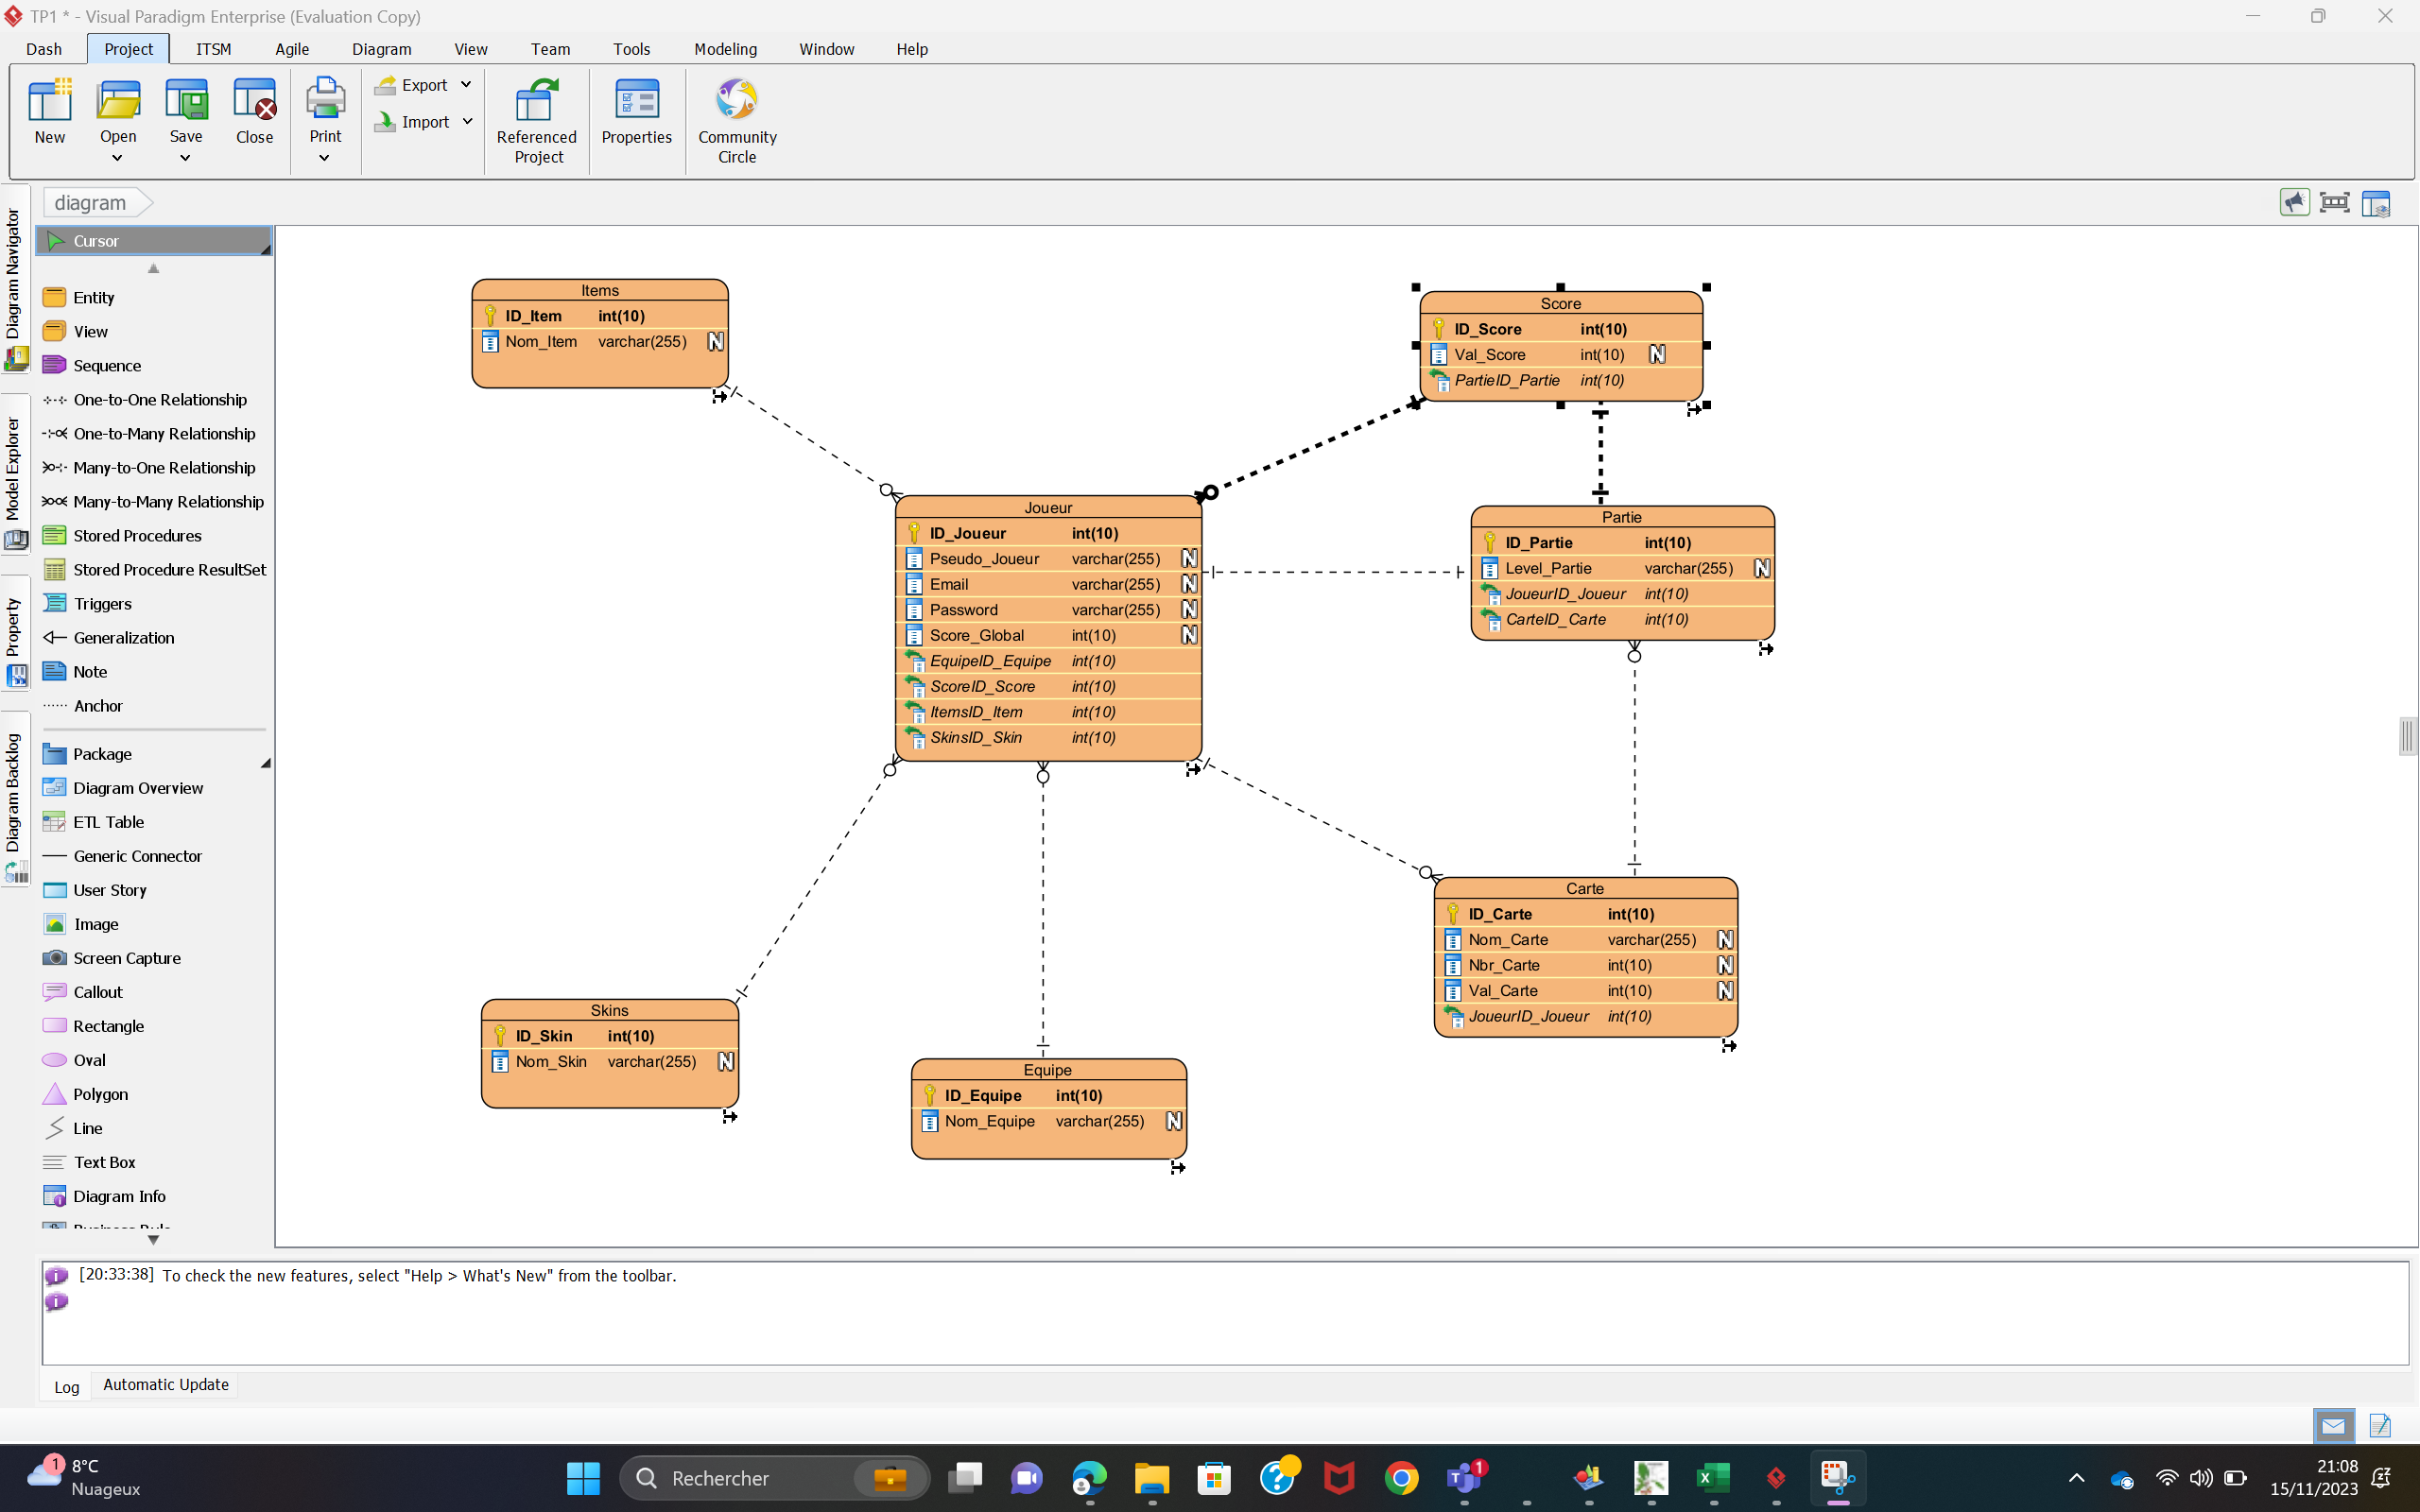 TP1 * - Visual Paradigm Enterprise (Evaluation Copy)
Dash Project ITSM Agile Diagram View Team Tools Modeling Window Help
New Open Save Close Print Export Import Referenced Project Properties Community Circle
diagram
Diagram Navigator
Model Explorer
Property
Diagram Backlog
Cursor
Entity
View
Sequence
One-to-One Relationship
One-to-Many Relationship
Many-to-One Relationship
Many-to-Many Relationship
Stored Procedures
Stored Procedure ResultSet
Triggers
Generalization
Note
Anchor
Package
Diagram Overview
ETL Table
Generic Connector
User Story
Image
Screen Capture
Callout
Rectangle
Oval
Polygon
Line
Text Box
Diagram Info
Items
ID_Item int(10)
Nom_Item varchar(255) N
Score
ID_Score int(10)
Val_Score int(10) N
PartieID_Partie int(10)
Joueur
ID_Joueur int(10)
Pseudo_Joueur varchar(255) N
Email varchar(255) N
Password varchar(255) N
Score_Global int(10) N
EquipeID_Equipe int(10)
ScoreID_Score int(10)
ItemsID_Item int(10)
SkinsID_Skin int(10)
Partie
ID_Partie int(10)
Level_Partie varchar(255) N
JoueurID_Joueur int(10)
CarteID_Carte int(10)
Carte
ID_Carte int(10)
Nom_Carte varchar(255) N
Nbr_Carte int(10) N
Val_Carte int(10) N
JoueurID_Joueur int(10)
Skins
ID_Skin int(10)
Nom_Skin varchar(255) N
Equipe
ID_Equipe int(10)
Nom_Equipe varchar(255) N
[20:33:38] To check the new features, select "Help > What's New" from the toolbar.
Log Automatic Update
1
8°C
Nuageux
Rechercher
1
21:08
15/11/2023